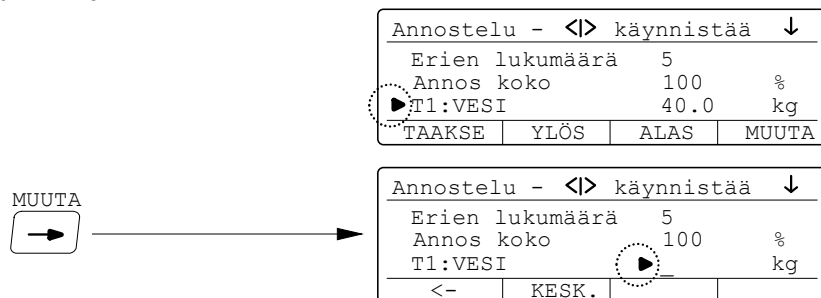 Annostelu - <|> käynnistää ↓
Erien lukumäärä 5
Annos koko 100 %
▶T1:VESI 40.0 kg
TAAKSE YLÖS ALAS MUUTA
MUUTA
Annostelu - <|> käynnistää ↓
Erien lukumäärä 5
Annos koko 100 %
T1:VESI ▶_ kg
<- KESK.